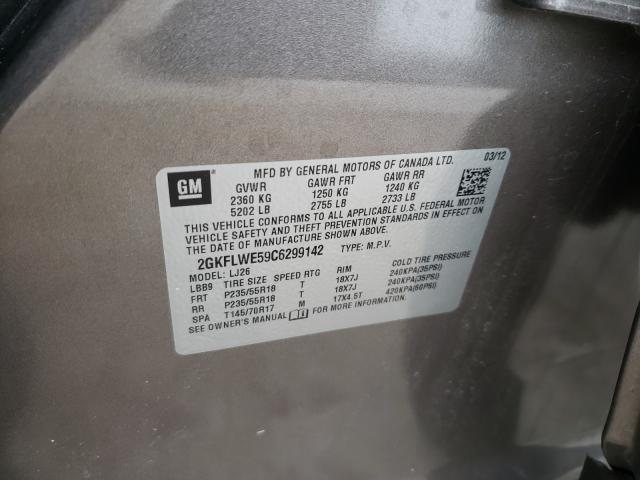 MFD BY GENERAL MOTORS OF CANADA LTD. 03/12
GM
GVWR GAWR FRT GAWR RR
2360 KG 1250 KG 1240 KG
5202 LB 2755 LB 2733 LB
THIS VEHICLE CONFORMS TO ALL APPLICABLE U.S. FEDERAL MOTOR
VEHICLE SAFETY AND THEFT PREVENTION STANDARDS IN EFFECT ON
THE DATE OF MANUFACTURE SHOWN ABOVE.
2GKFLWE59C6299142 TYPE: M.P.V.
MODEL: LJ26
LBB9 TIRE SIZE SPEED RTG RIM COLD TIRE PRESSURE
FRT P235/55R18 T 18X7J 240KPA(35PSI)
RR P235/55R18 T 18X7J 240KPA(35PSI)
SPA T145/70R17 M 17X4.5T 420KPA(60PSI)
SEE OWNER'S MANUAL FOR MORE INFORMATION.